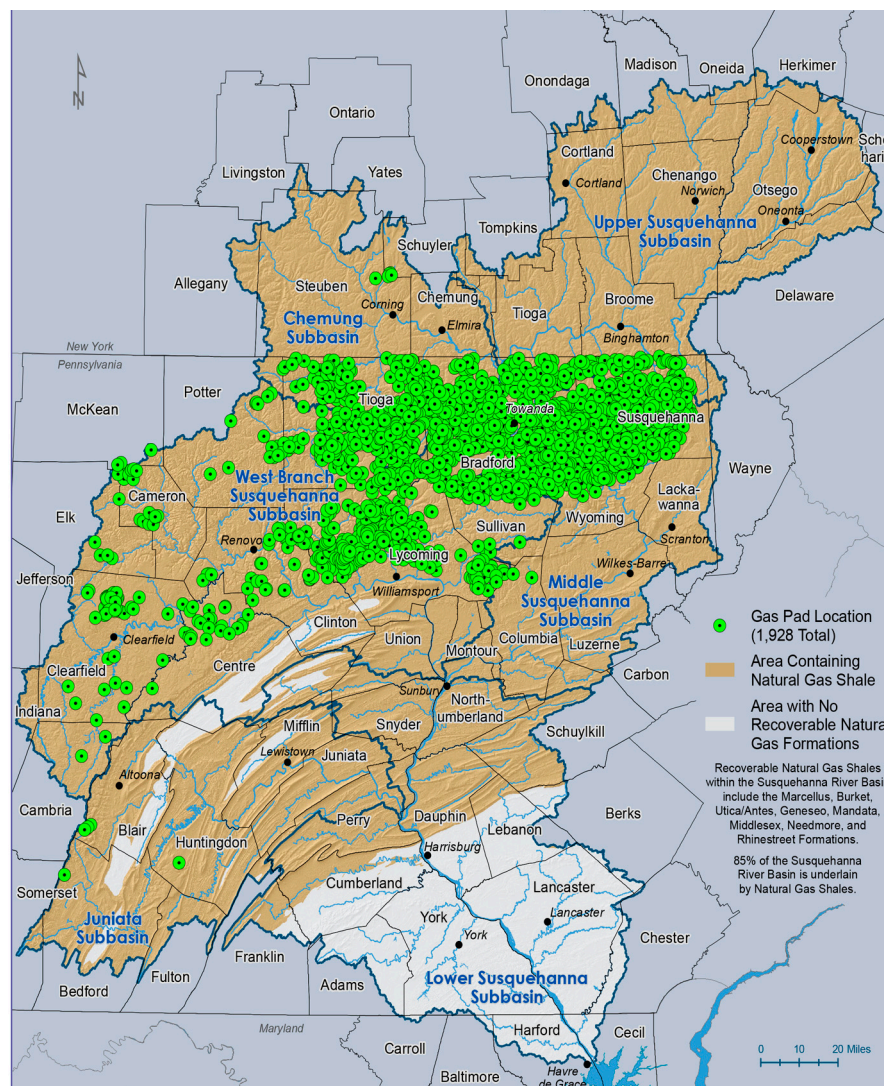 Herkimer
Madison
Oneida
Onondaga
Ontario
Cooperstown
Scho
harie
Cortland
Livingston
Yates
Cortland
Chenango
Norwich
Otsego
Oneonta
Tompkins
Upper Susquehanna
Subbasin
Schuyler
Allegany
Steuben
Delaware
Corning
Chemung
Tioga
Broome
Chemung
Subbasin
Elmira
Binghamton
New York
Pennsylvania
Potter
McKean
Tioga
Towanda
Susquehanna
Bradford
Wayne
West Branch
Susquehanna
Subbasin
Cameron
Elk
Lacka-
wanna
Wyoming
Sullivan
Scranton
Renovo
Lycoming
Wilkes-Barre
Jefferson
Williamsport
Middle
Susquehanna
Subbasin
Clinton
Clearfield
Union
Columbia
Montour
Luzerne
Centre
Clearfield
Carbon
Sunbury
North-
umberland
Indiana
Snyder
Mifflin
Schuylkill
Juniata
Lewistown
Altoona
Cambria
Dauphin
Berks
Perry
Blair
Lebanon
Huntingdon
Harrisburg
Somerset
Cumberland
Lancaster
York
Lancaster
Juniata
Subbasin
York
Chester
Franklin
Lower Susquehanna
Subbasin
Fulton
Adams
Bedford
Maryland
Harford
Cecil
Carroll
Havre
de Grace
Baltimore
Gas Pad Location
(1,928 Total)
Area Containing
Natural Gas Shale
Area with No
Recoverable Natur
Gas Formations
Recoverable Natural Gas Shales
within the Susquehanna River Basi
include the Marcellus, Burket,
Utica/Antes, Geneseo, Mandata,
Middlesex, Needmore, and
Rhinestreet Formations.
85% of the Susquehanna
River Basin is underlain
by Natural Gas Shales.
0 10 20 Miles
N